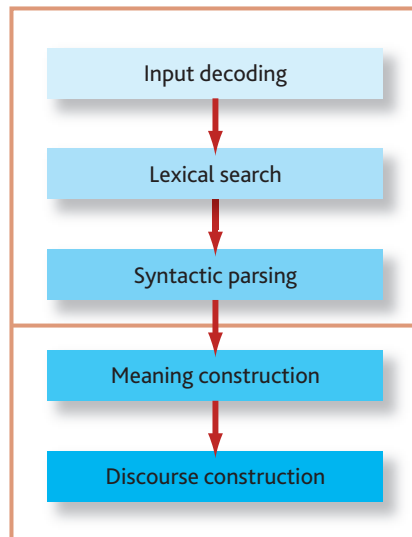 Input decoding
Lexical search
Syntactic parsing
Meaning construction
Discourse construction